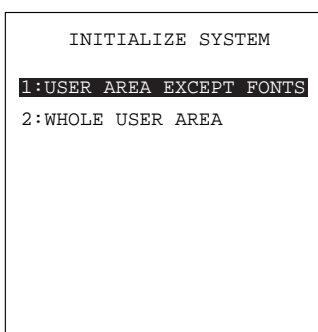 INITIALIZE SYSTEM
1:USER AREA EXCEPT FONTS
2:WHOLE USER AREA